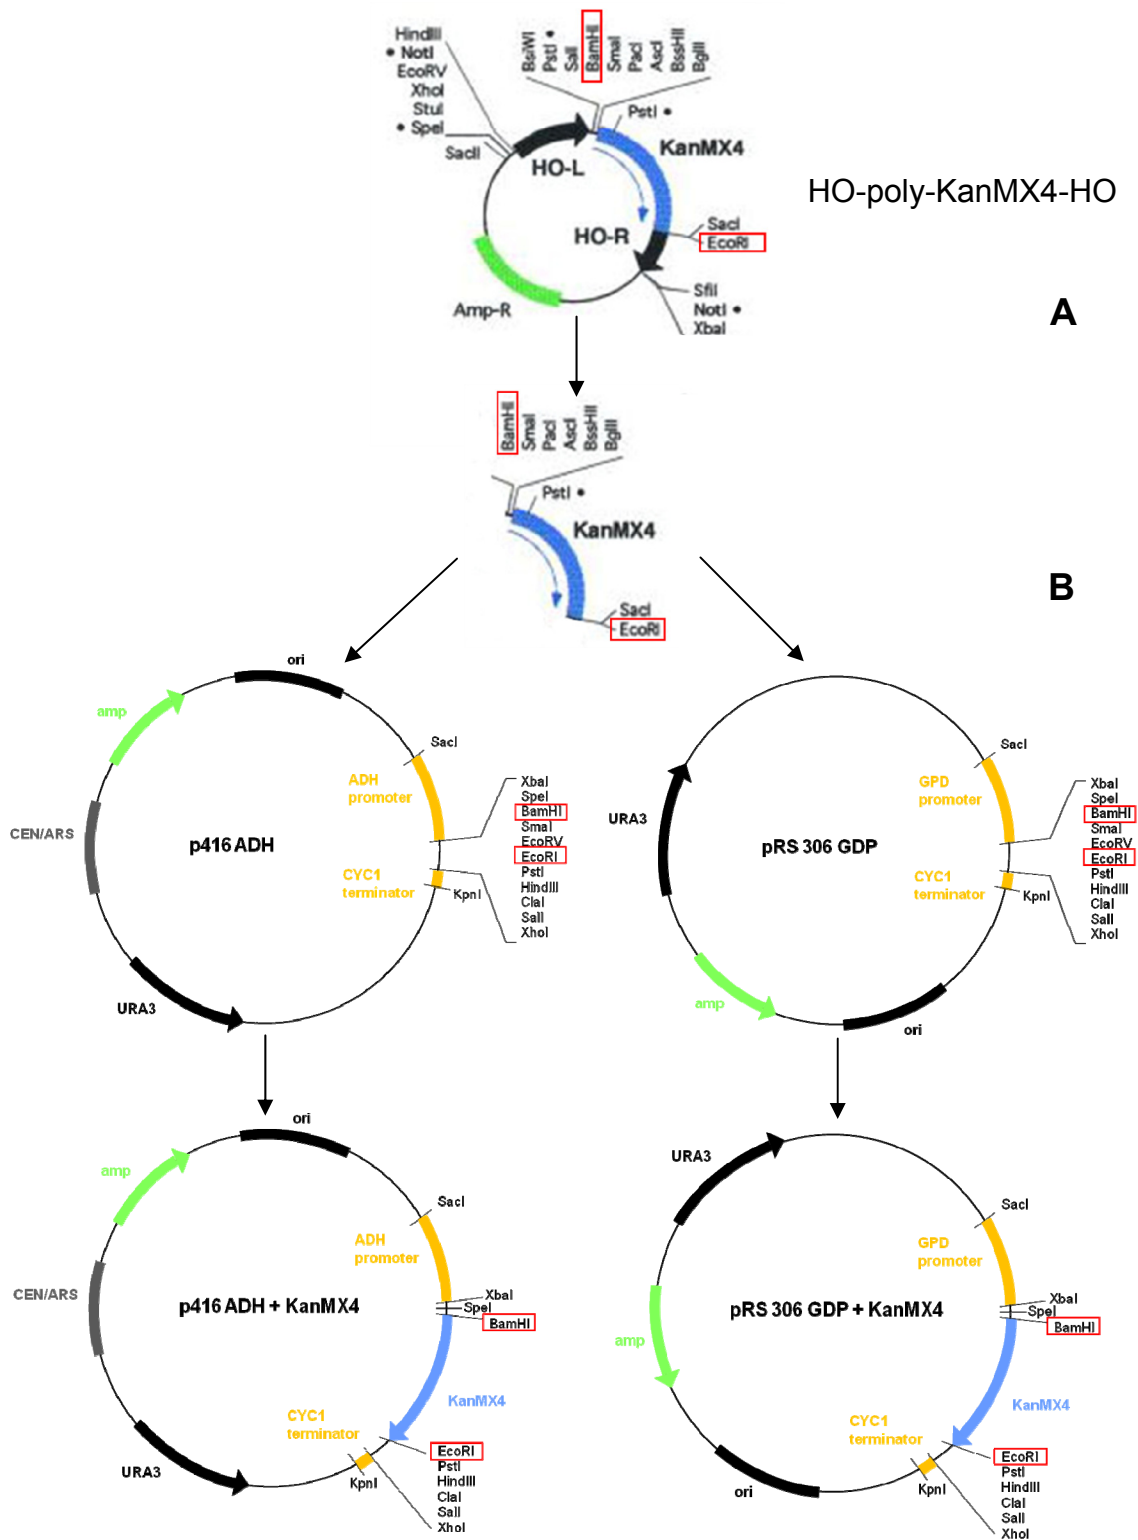 HindIII
• NotI
EcoRV
XhoI
StuI
• SpeI
SacII
BsiWI
PstI •
SalI
BamHI
SmaI
PacI
AscI
BssHII
BglII
PstI •
KanMX4
HO-L
HO-R
SacI
EcoRI
SfiI
NotI •
XbaI
Amp-R
HO-poly-KanMX4-HO
A
BamHI
SmaI
PacI
AscI
BssHII
BglII
PstI •
KanMX4
SacI
EcoRI
B
ori
amp
SacI
ADH
promoter
XbaI
SpeI
BamHI
SmaI
EcoRV
EcoRI
PstI
HindIII
ClaI
SalI
XhoI
CEN/ARS
p416 ADH
CYC1
terminator
KpnI
URA3
SacI
GPD
promoter
XbaI
SpeI
BamHI
SmaI
EcoRV
EcoRI
PstI
HindIII
ClaI
SalI
XhoI
URA3
pRS 306 GDP
CYC1
terminator
KpnI
amp
ori
ori
amp
SacI
ADH
promoter
CEN/ARS
XbaI
SpeI
BamHI
p416 ADH + KanMX4
KanMX4
CYC1
terminator
EcoRI
PstI
HindIII
ClaI
SalI
XhoI
KpnI
URA3
URA3
SacI
GPD
promoter
XbaI
SpeI
BamHI
pRS 306 GDP + KanMX4
amp
KanMX4
CYC1
terminator
EcoRI
PstI
HindIII
ClaI
SalI
XhoI
KpnI
ori